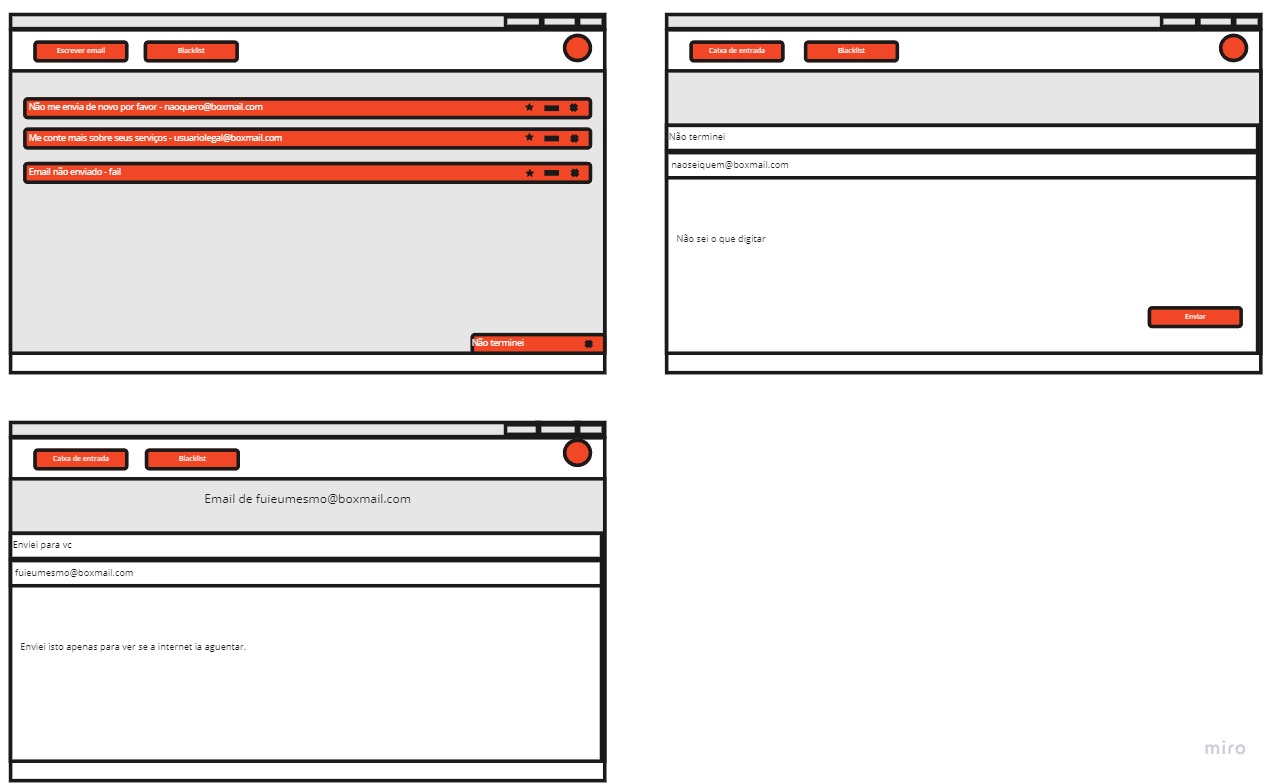 Escrever email
Blacklist
Não me envia de novo por favor - naoquero@boxmail.com
Me conte mais sobre seus serviços - usuariolegal@boxmail.com
Email não enviado - fail
Não terminei
Caixa de entrada
Blacklist
Não terminei
naoseiquem@boxmail.com
Não sei o que digitar
Enviar
Caixa de entrada
Blacklist
Email de fuieumesmo@boxmail.com
Enviei para vc
fuieumesmo@boxmail.com
Enviei isto apenas para ver se a internet ia aguentar.
miro